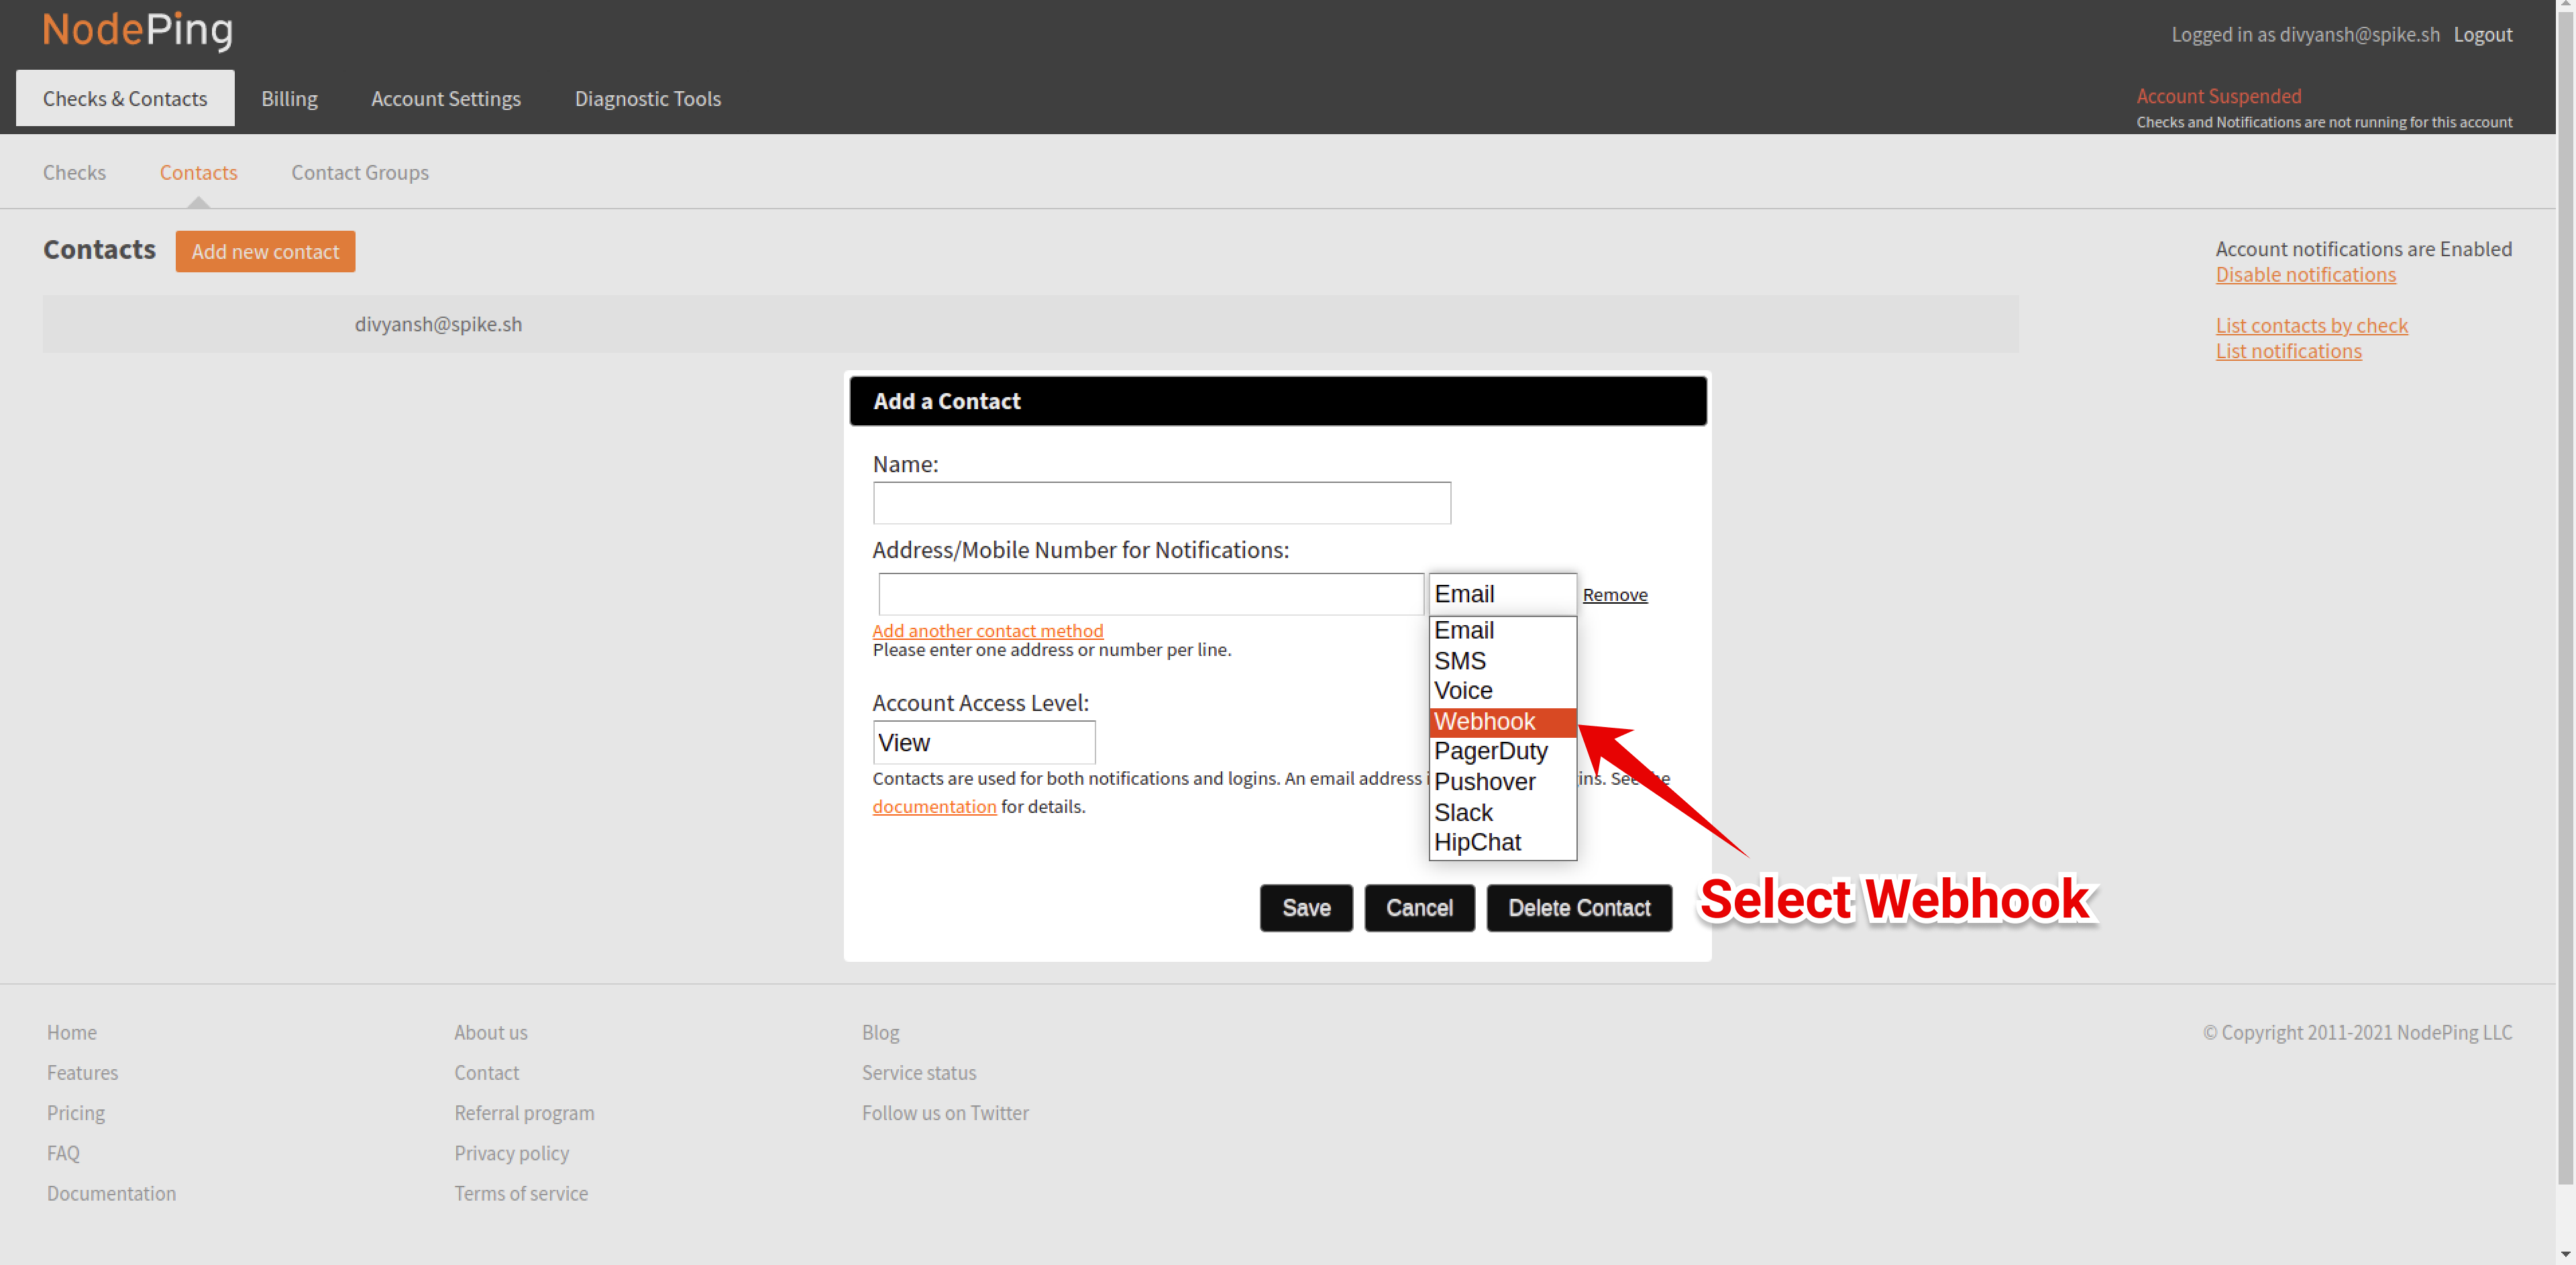 NodePing
Logged in as divyansh@spike.sh Logout
Checks & Contacts Billing Account Settings Diagnostic Tools
Account Suspended
Checks and Notifications are not running for this account
Checks Contacts Contact Groups
Contacts Add new contact
Account notifications are Enabled
Disable notifications
divyansh@spike.sh
List contacts by check
List notifications
Add a Contact
Name:
Address/Mobile Number for Notifications:
Email Remove
Add another contact method
Please enter one address or number per line.
Email
SMS
Voice
Webhook
PagerDuty
Pushover
Slack
HipChat
Account Access Level:
View
Contacts are used for both notifications and logins. An email address
documentation for details.
Save Cancel Delete Contact
Select Webhook
Home
Features
Pricing
FAQ
Documentation
About us
Contact
Referral program
Privacy policy
Terms of service
Blog
Service status
Follow us on Twitter
© Copyright 2011-2021 NodePing LLC